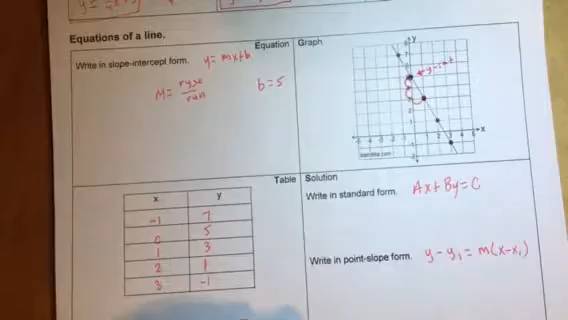 Equations of a line.
Equation
Graph
Write in slope-intercept form. y = mx+b
M = ryse
run
b = 5
y
x
Table
x y
-1 7
0 5
1 3
2 1
3 -1
Solution
Write in standard form. Ax + By = C
Write in point-slope form. y - y1 = m(x-x1)